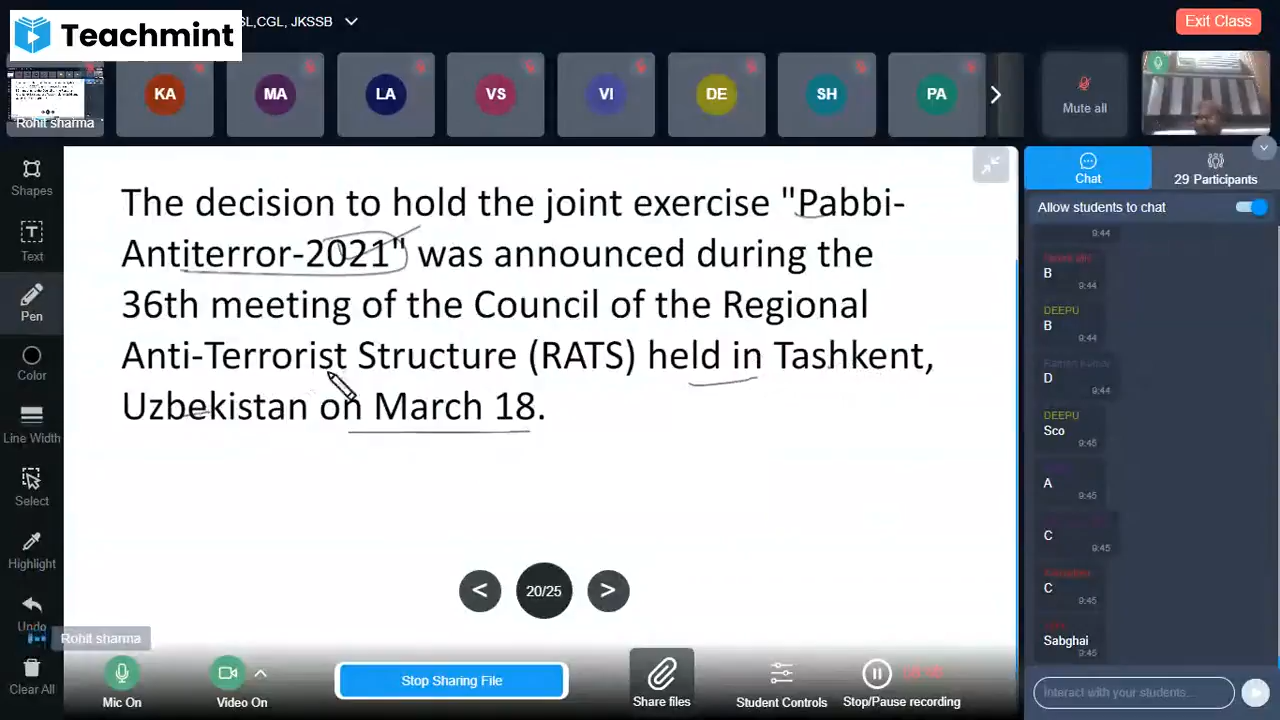 Teachmint
SL,CGL, JKSSB
Exit Class
KA
MA
LA
VS
VI
DE
SH
PA
Rohit sharma
Mute all
Shapes
Text
Pen
Color
Line Width
Select
Highlight
Undo
Clear All
The decision to hold the joint exercise "Pabbi-
Antiterror-2021" was announced during the
36th meeting of the Council of the Regional
Anti-Terrorist Structure (RATS) held in Tashkent,
Uzbekistan on March 18.
< 20/25 >
Rohit sharma
Mic On
Video On
Stop Sharing File
Share files
Student Controls
Stop/Pause recording
Chat
29 Participants
Allow students to chat
9:44
B
9:44
DEEPU
B
9:44
D
9:44
DEEPU
Sco
9:45
A
9:45
C
9:45
C
9:45
Sabghai
9:45
Interact with your students...